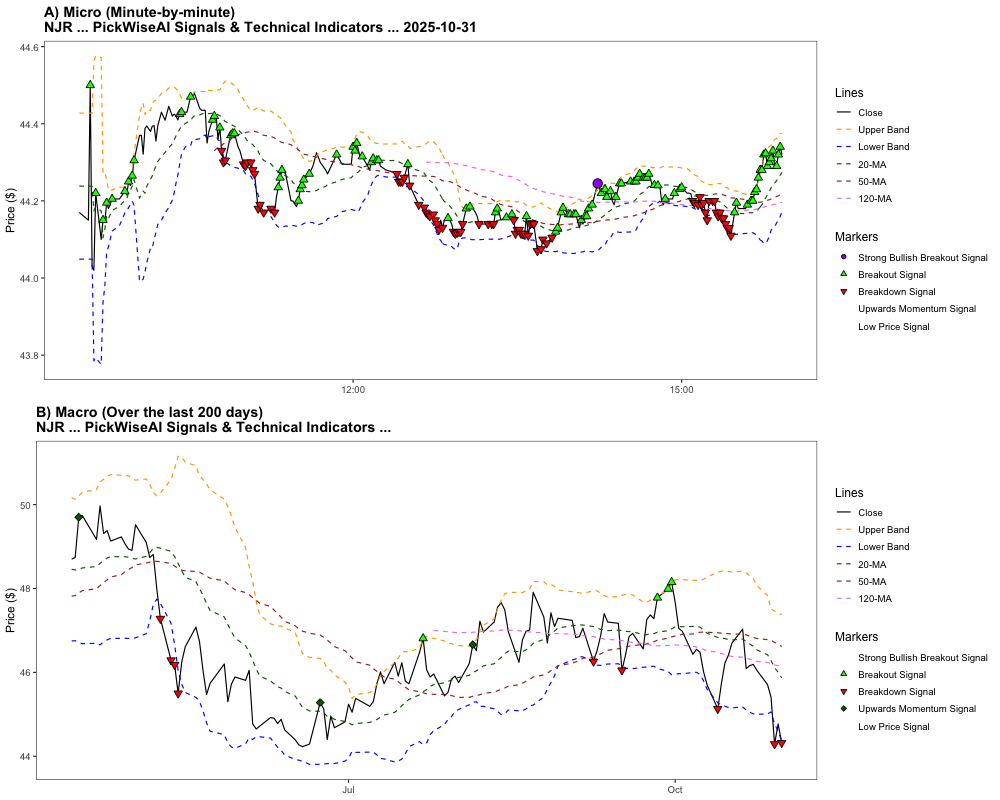 A) Micro (Minute-by-minute)
NJR ... PickWiseAI Signals & Technical Indicators ... 2025-10-31
Price ($)
44.6
44.4
44.2
44.0
43.8
12:00
15:00
Lines
Close
Upper Band
Lower Band
20-MA
50-MA
120-MA
Markers
Strong Bullish Breakout Signal
Breakout Signal
Breakdown Signal
Upwards Momentum Signal
Low Price Signal
B) Macro (Over the last 200 days)
NJR ... PickWiseAI Signals & Technical Indicators ...
Price ($)
50
48
46
44
Jul
Oct
Lines
Close
Upper Band
Lower Band
20-MA
50-MA
120-MA
Markers
Strong Bullish Breakout Signal
Breakout Signal
Breakdown Signal
Upwards Momentum Signal
Low Price Signal